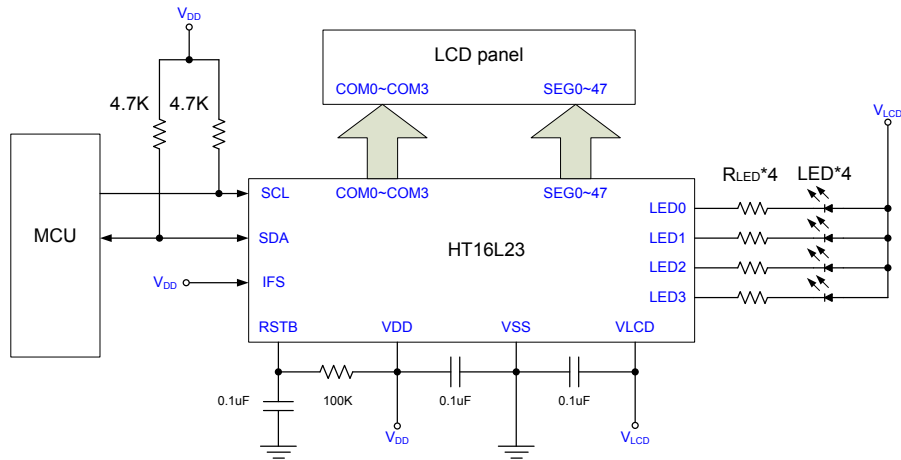 VDD
LCD panel
COM0~COM3 SEG0~47
4.7K 4.7K
VLCD
RLED*4 LED*4
MCU
SCL COM0~COM3 SEG0~47
LED0
SDA HT16L23 LED1
VDD IFS LED2
LED3
RSTB VDD VSS VLCD
0.1uF 100K 0.1uF 0.1uF
VDD VLCD